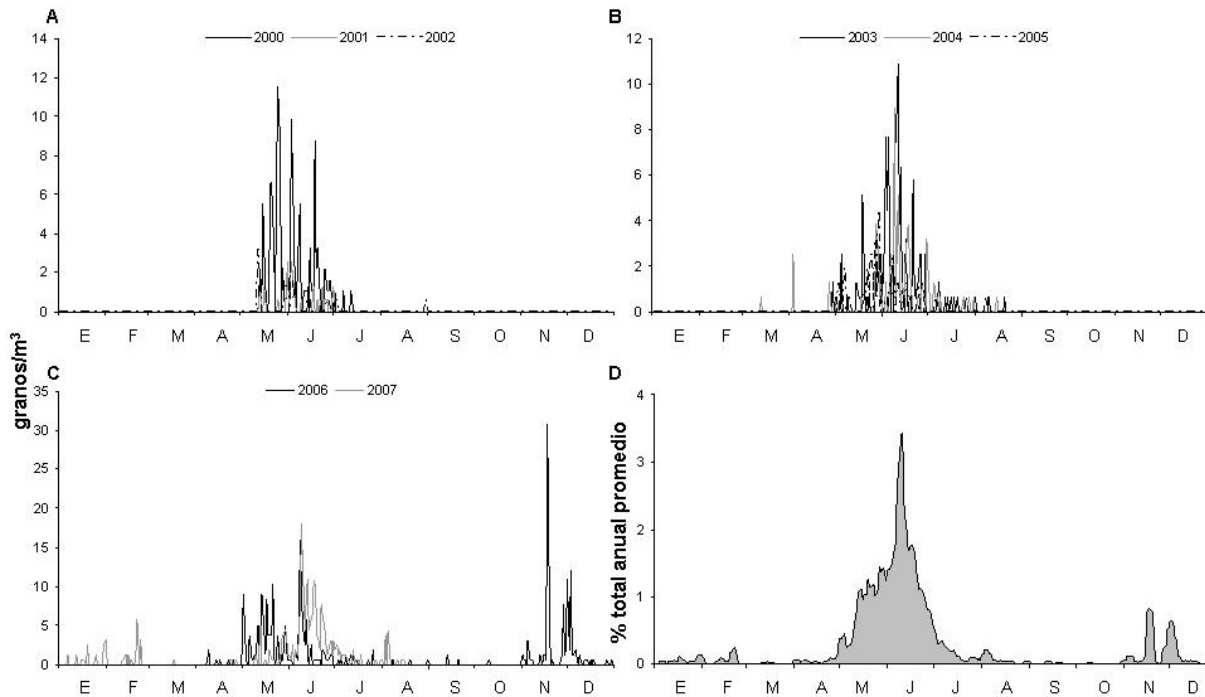 A
2000 2001 2002
14
12
10
8
6
4
2
0
E F M A M J J A S O N D
B
2003 2004 2005
12
10
8
6
4
2
0
E F M A M J J A S O N D
granos/m³
C
2006 2007
35
30
25
20
15
10
5
0
E F M A M J J A S O N D
D
% total anual promedio
4
3
2
1
0
E F M A M J J A S O N D